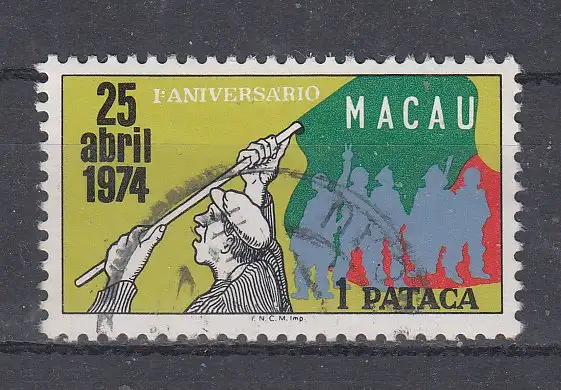 25
abril
1974
1º ANIVERSÁRIO
MACAU
1 PATACA
F.N.C.M. Imp.